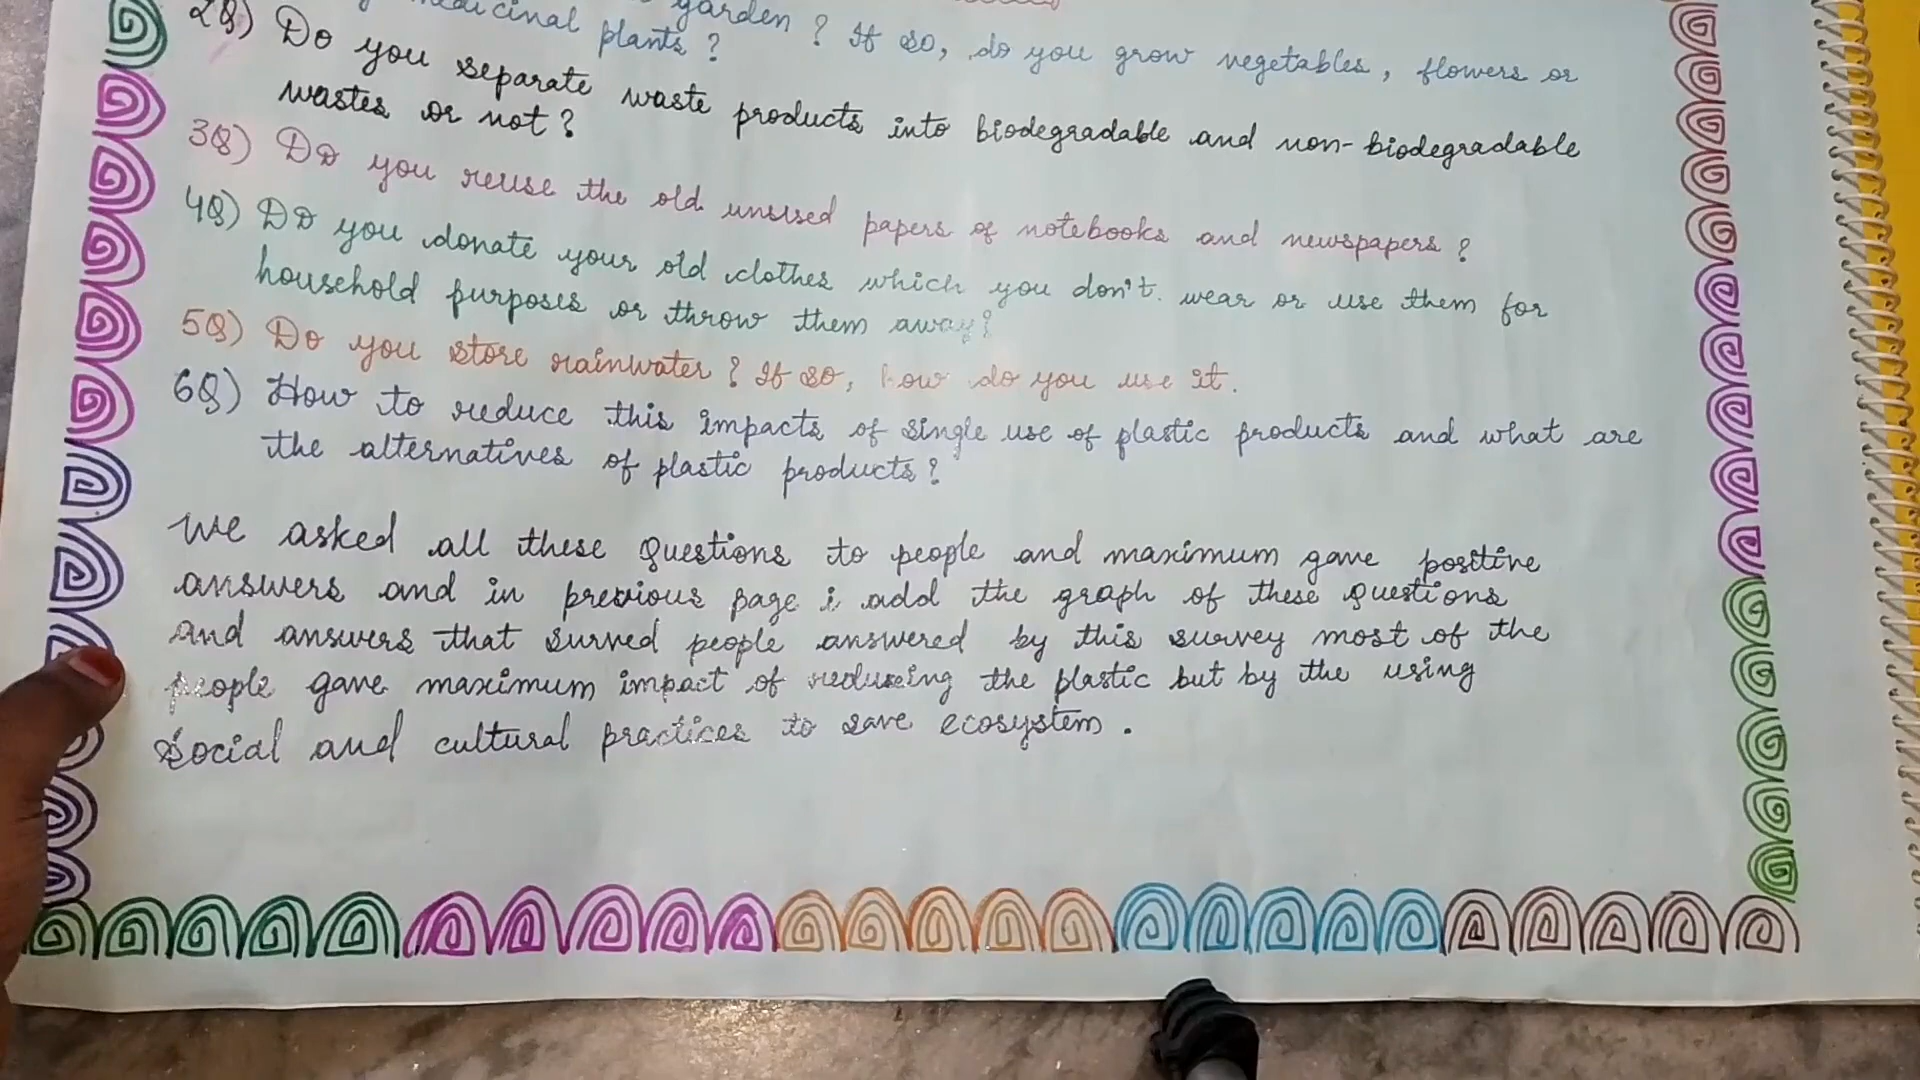 garden ? If so, do you grow vegetables, flowers or
medicinal plants ?
2Q) Do you separate waste products into biodegradable and non-biodegradable
wastes or not ?
3Q) Do you reuse the old unsused papers of notebooks and newspapers ?
4Q) Do you donate your old clothes which you don't wear or use them for
household purposes or throw them away?
5Q) Do you store rainwater ? If so, how do you use it.
6Q) How to reduce this impacts of single use of plastic products and what are
the alternatives of plastic products ?
We asked all these Questions to people and maximum gave positive
answers and in previous page i add the graph of these questions
and answers that surved people answered by this survey most of the
people gave maximum impact of reduceing the plastic but by the using
social and cultural practices to save ecosystem .